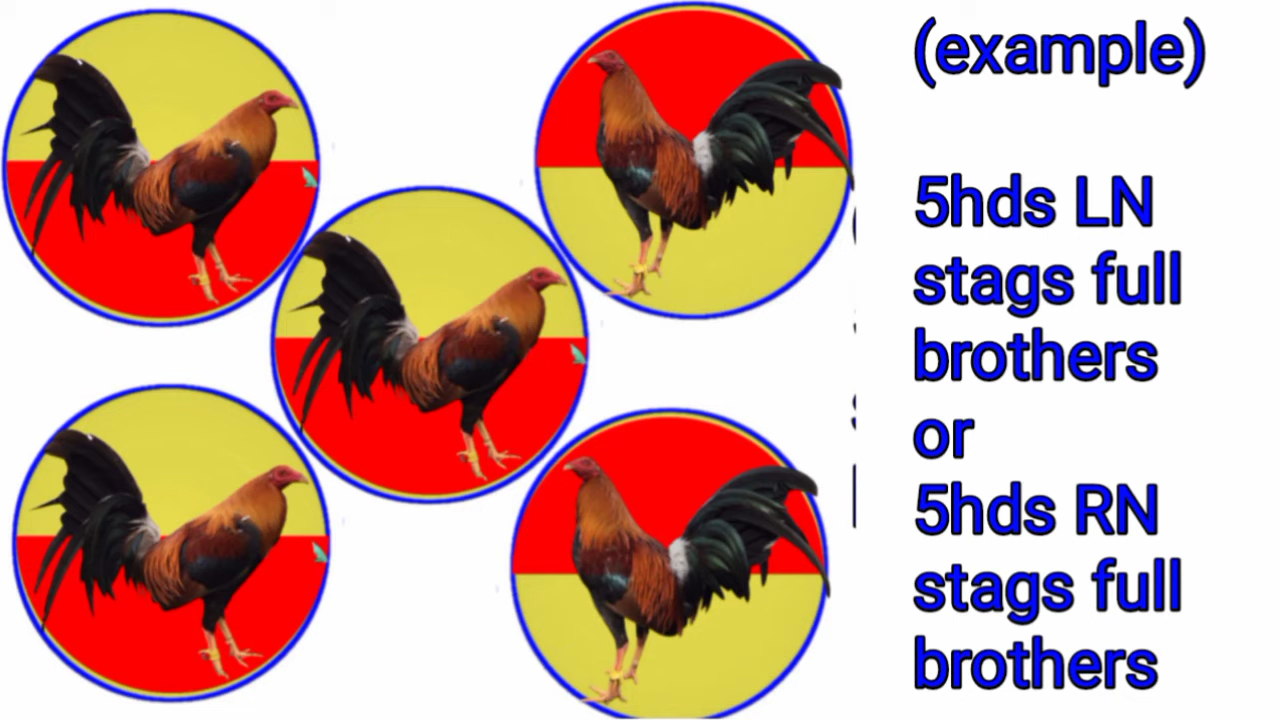 (example)
5hds LN
stags full
brothers
or
5hds RN
stags full
brothers